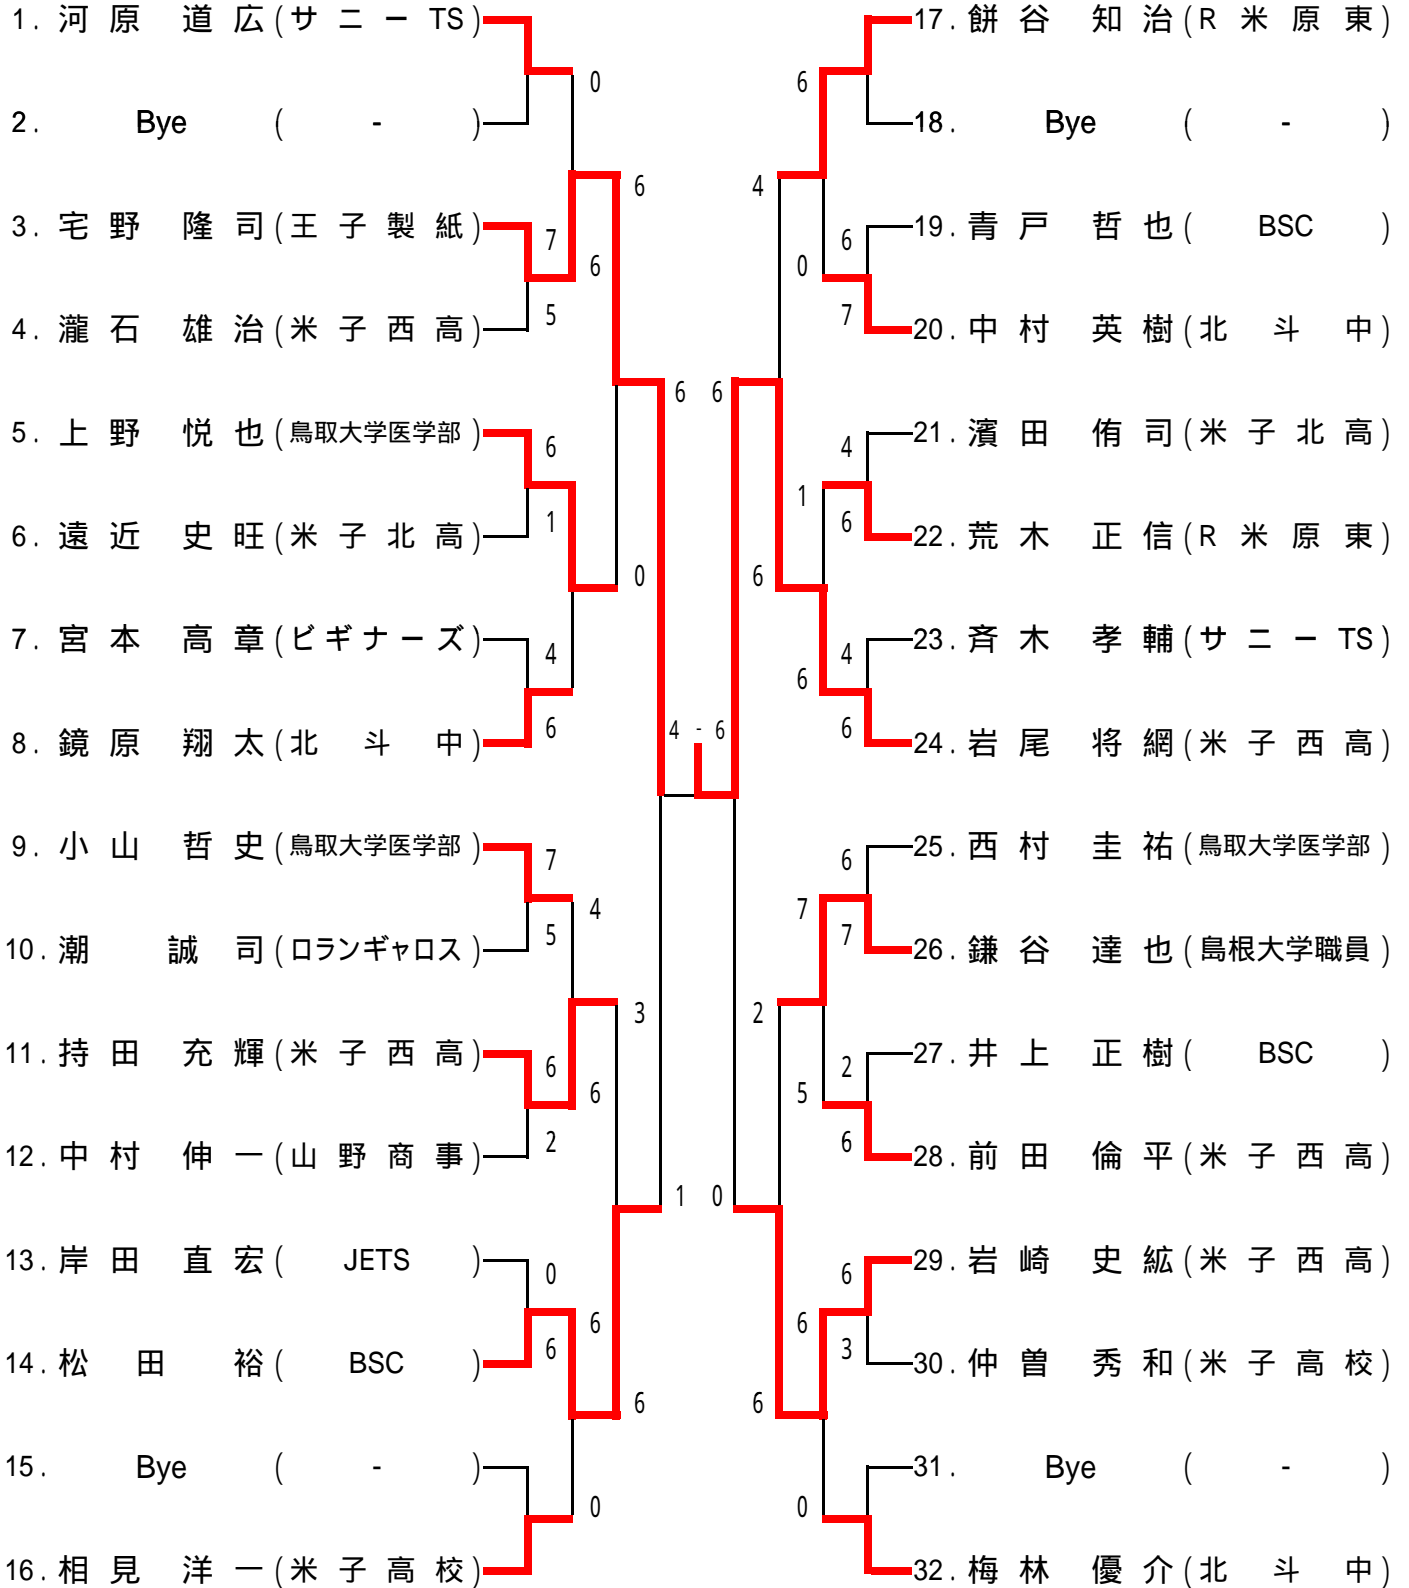 1. 河原 道広 (サニーTS)
0
2. Bye ( - )
6
3. 宅野 隆司 (王子製紙)
7
6
4. 瀧石 雄治 (米子西高)
5
6
5. 上野 悦也 (鳥取大学医学部)
6
6. 遠近 史旺 (米子北高)
1
0
7. 宮本 高章 (ビギナーズ)
4
8. 鏡原 翔太 (北斗中)
6
4 - 6
9. 小山 哲史 (鳥取大学医学部)
7
4
10. 潮 誠司 (ロランギャロス)
5
3
11. 持田 充輝 (米子西高)
6
6
12. 中村 伸一 (山野商事)
2
1
13. 岸田 直宏 (JETS)
0
6
14. 松田 裕 (BSC)
6
6
15. Bye ( - )
0
16. 相見 洋一 (米子高校)
17. 餅谷 知治 (R米原東)
6
18. Bye ( - )
4
19. 青戸 哲也 (BSC)
6
0
20. 中村 英樹 (北斗中)
7
6
21. 濱田 侑司 (米子北高)
4
1
22. 荒木 正信 (R米原東)
6
6
23. 斉木 孝輔 (サニーTS)
4
6
24. 岩尾 将網 (米子西高)
6
25. 西村 圭祐 (鳥取大学医学部)
6
7
26. 鎌谷 達也 (島根大学職員)
7
2
27. 井上 正樹 (BSC)
2
5
28. 前田 倫平 (米子西高)
6
0
29. 岩崎 史紘 (米子西高)
6
6
30. 仲曽 秀和 (米子高校)
3
6
31. Bye ( - )
0
32. 梅林 優介 (北斗中)